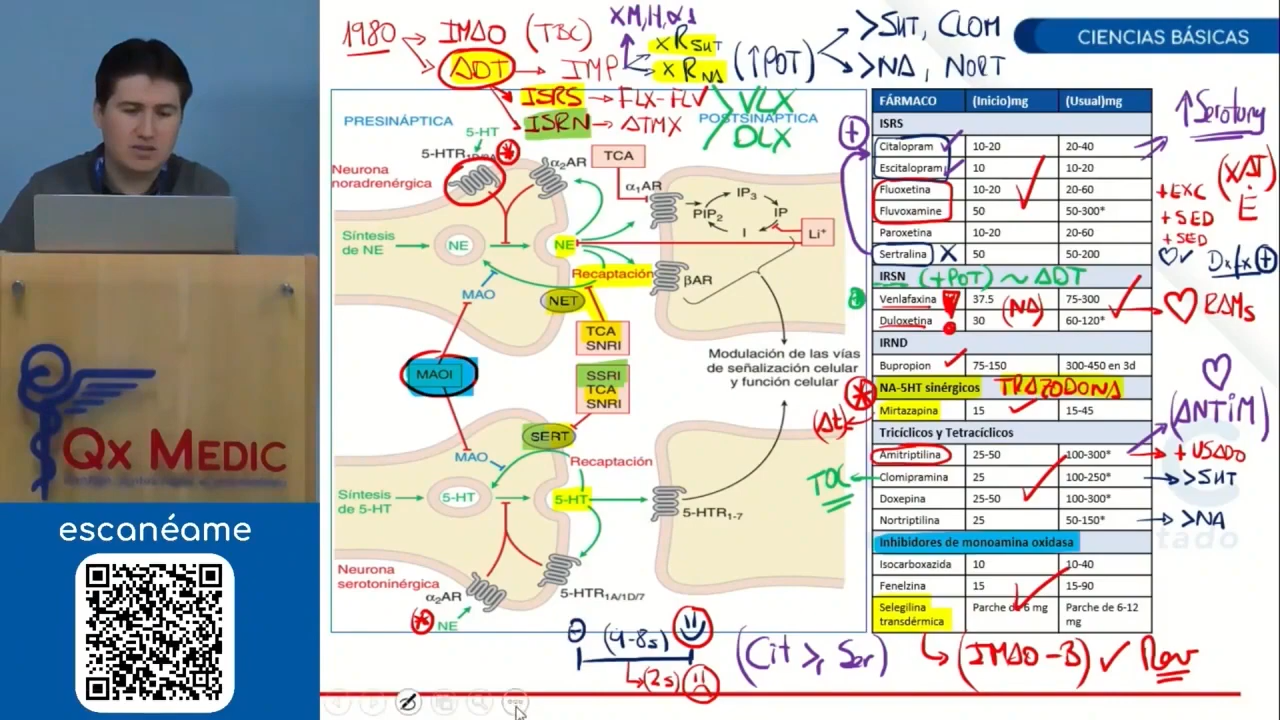 CIENCIAS BÁSICAS
1980 → IMAO (TBC)
ADT → IMP
xM, H, α1
xR5HT
xRNA
(↑POT)
>5HT, CLOM
>NA, NORT
ISRS → FLX-FLV
ISRN → ATMX
VLX
DLX
PRESINÁPTICA
POSTSINÁPTICA
5-HT
α₂AR
TCA
Neurona
noradrenérgica
α₁AR
IP₃
PIP₂
IP
I
Li⁺
Síntesis
de NE
NE
NE
Recaptación
βAR
MAO
NET
TCA
SNRI
MAOI
SSRI
TCA
SNRI
Modulación de las vías
de señalización celular
y función celular
SERT
MAO
Recaptación
Síntesis
de 5-HT
5-HT
5-HT
5-HTR₁₋₇
Neurona
serotoninérgica
α₂AR
NE
5-HTR₁A/₁D/₇
(4-8s)
(2s)
(Cit >, Ser)
FÁRMACO (Inicio)mg (Usual)mg
ISRS
Citalopram 10-20 20-40
Escitalopram 10 10-20
Fluoxetina 10-20 20-60
Fluvoxamine 50 50-300*
Paroxetina 10-20 20-60
Sertralina X 50 50-200
IRSN (+POT) ~ ADT
Venlafaxina 37.5 75-300
(NA)
Duloxetina 30 60-120*
IRND
Bupropion 75-150 300-450 en 3d
NA-5HT sinérgicos TRAZODONA
Mirtazapina 15 15-45
Tricíclicos y Tetracíclicos
Amitriptilina 25-50 100-300*
Clomipramina 25 100-250*
Doxepina 25-50 100-300*
Nortriptilina 25 50-150*
Inhibidores de monoamina oxidasa
Isocarboxazida 10 10-40
Fenelzina 15 15-90
Selegilina
transdérmica
Parche de 6 mg
Parche de 6-12
mg
(Δt)
TOC
+EXC
+SED
+SED
RAMs
(ANTiM)
+USADO
>5HT
>NA
(IMAO-B) ✓
QX MEDIC
escanéame